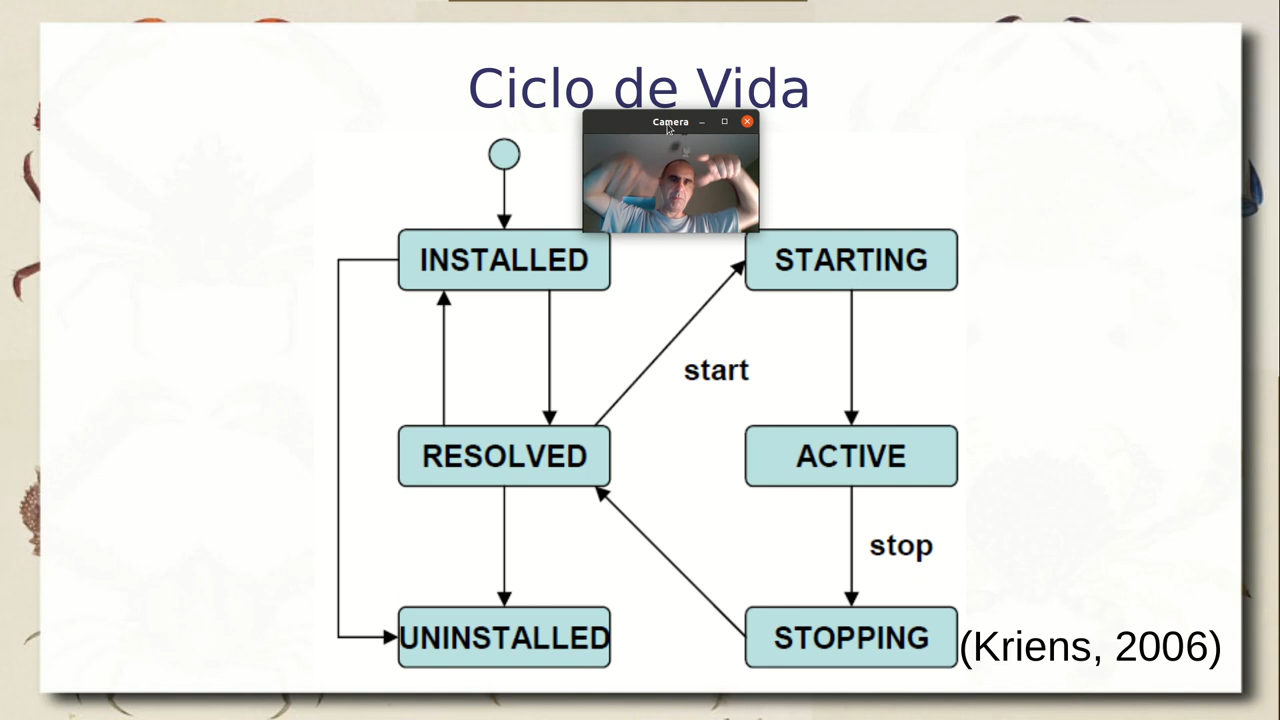 Ciclo de Vida
Camera
INSTALLED
STARTING
start
RESOLVED
ACTIVE
stop
UNINSTALLED
STOPPING
(Kriens, 2006)